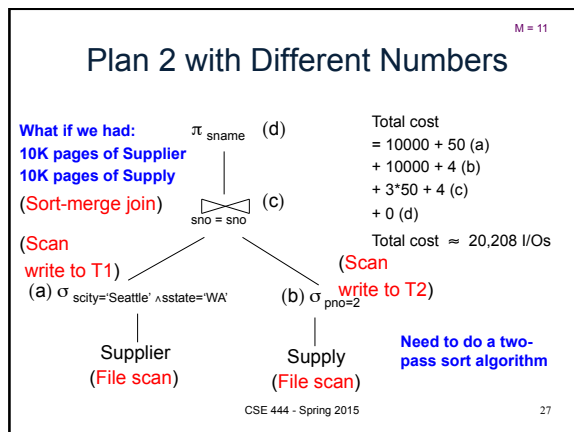 M = 11
Plan 2 with Different Numbers
What if we had:
10K pages of Supplier
10K pages of Supply
(Sort-merge join)
π sname (d)
(c)
sno = sno
(Scan
write to T1)
(a) σ scity=‘Seattle’ ∧sstate=‘WA’
(Scan
write to T2)
(b) σ pno=2
Supplier
(File scan)
Supply
(File scan)
Total cost
= 10000 + 50 (a)
+ 10000 + 4 (b)
+ 3*50 + 4 (c)
+ 0 (d)
Total cost ≈ 20,208 I/Os
Need to do a two-
pass sort algorithm
CSE 444 - Spring 2015
27